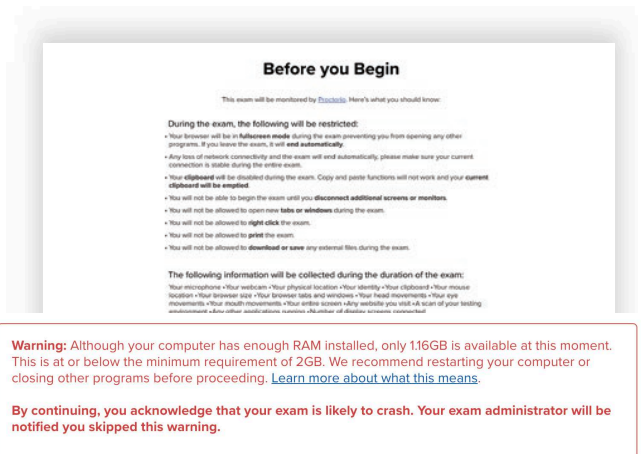 Before you Begin
This exam will be monitored by Proctorio. Here's what you should know:
During the exam, the following will be restricted:
• Your browser will be in fullscreen mode during the exam preventing you from opening any other
programs. If you leave the exam, it will end automatically.
• Any loss of network connectivity and the exam will end automatically, please make sure your current
connection is stable during the entire exam.
• Your clipboard will be disabled during the exam. Copy and paste functions will not work and your current
clipboard will be emptied.
• You will not be able to begin the exam until you disconnect additional screens or monitors.
• You will not be allowed to open new tabs or windows during the exam.
• You will not be allowed to right click the exam.
• You will not be allowed to print the exam.
• You will not be allowed to download or save any external files during the exam.
The following information will be collected during the duration of the exam:
Your microphone • Your webcam • Your physical location • Your identity • Your clipboard • Your mouse
location • Your browser size • Your browser tabs and windows • Your head movements • Your eye
movements • Your mouth movements • Your entire screen • Any website you visit • A scan of your testing
environment • Any other applications running • Number of display screens connected
Warning: Although your computer has enough RAM installed, only 1.16GB is available at this moment.
This is at or below the minimum requirement of 2GB. We recommend restarting your computer or
closing other programs before proceeding. Learn more about what this means.
By continuing, you acknowledge that your exam is likely to crash. Your exam administrator will be
notified you skipped this warning.